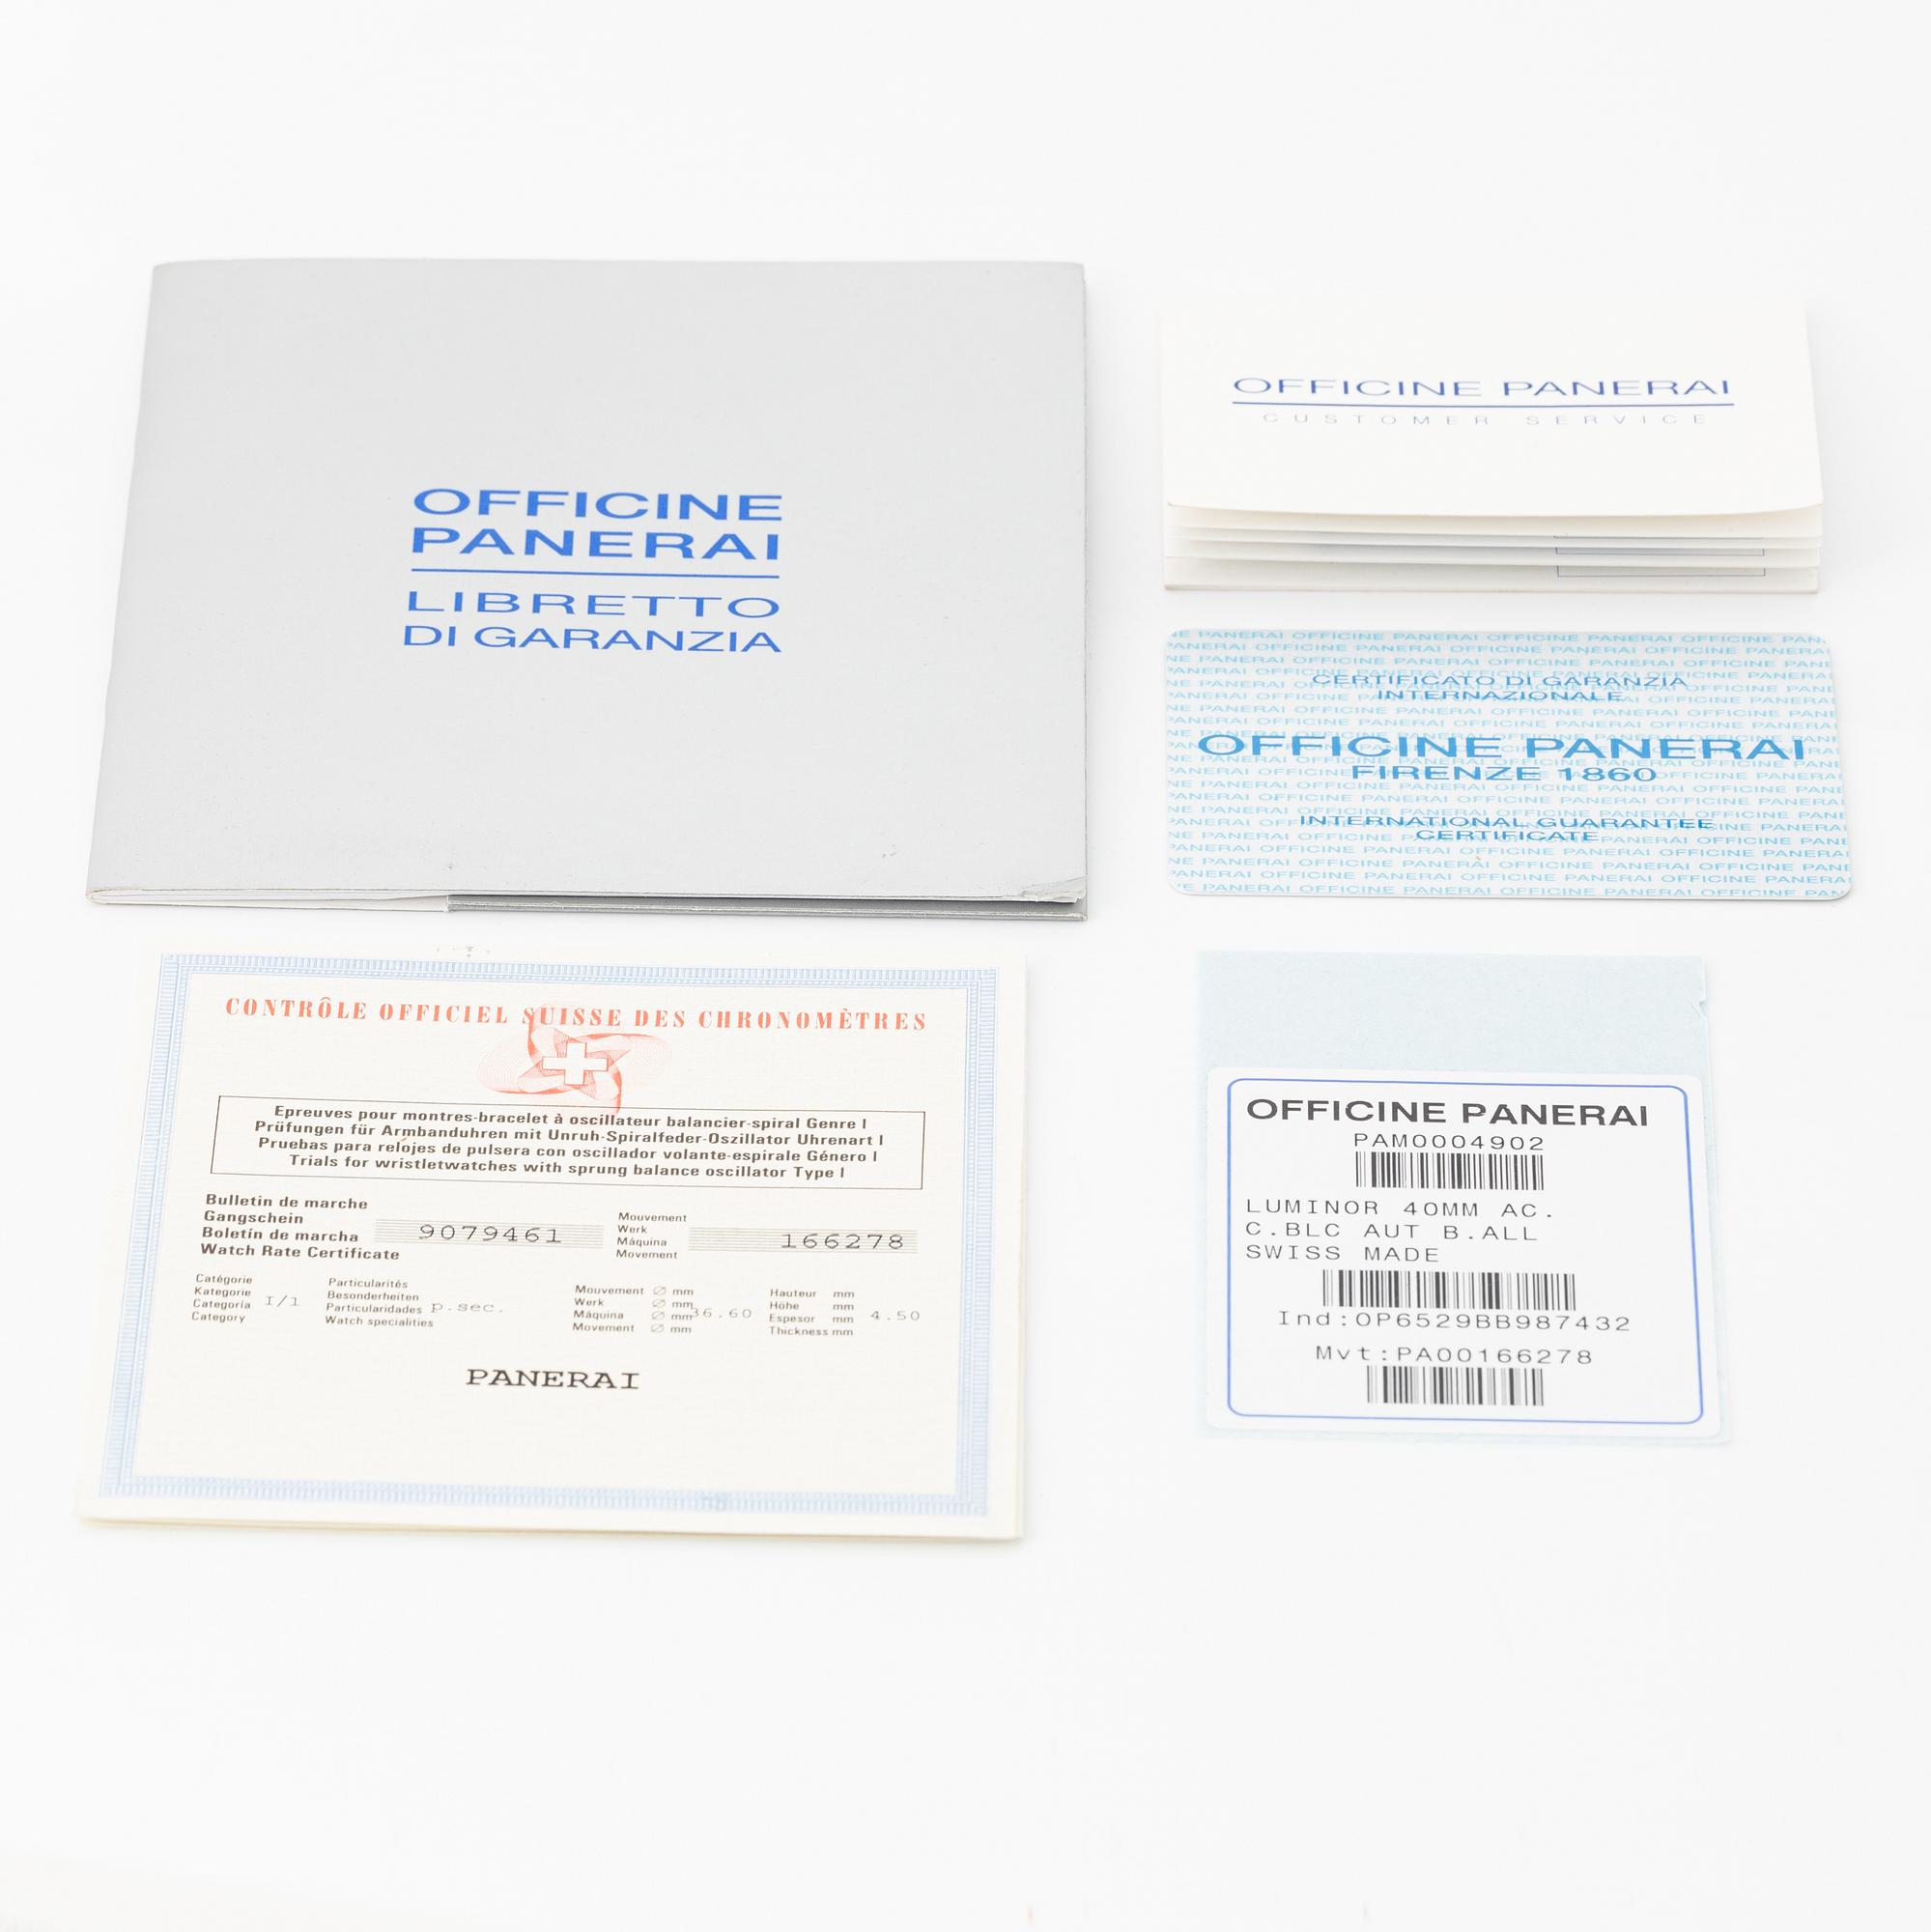 OFFICINE
PANERAI
LIBRETTO
DI GARANZIA
OFFICINE PANERAI
CUSTOMER SERVICE
CERTIFICATO DI GARANZIA
INTERNAZIONALE
OFFICINE PANERAI
FIRENZE 1860
INTERNATIONAL GUARANTEE
CERTIFICATE
CONTRÔLE OFFICIEL SUISSE DES CHRONOMÈTRES
Epreuves pour montres-bracelet à oscillateur balancier-spiral Genre I
Prüfungen für Armbanduhren mit Unruh-Spiralfeder-Oszillator Uhrenart I
Pruebas para relojes de pulsera con oscillador volante-espirale Género I
Trials for wristletwatches with sprung balance oscillator Type I
Bulletin de marche
Gangschein
Boletín de marcha
Watch Rate Certificate
9079461
Mouvement
Werk
Máquina
Movement
166278
Catégorie
Kategorie
Categoria
Category
I/1
Particularités
Besonderheiten
Particularidades
Watch specialities
p.sec.
Mouvement ∅ mm
Werk ∅ mm
Máquina ∅ mm
Movement ∅ mm
36.60
Hauteur mm
Höhe mm
Espesor mm
Thickness mm
4.50
PANERAI
OFFICINE PANERAI
PAM0004902
LUMINOR 40MM AC.
C.BLC AUT B.ALL
SWISS MADE
Ind:OP6529BB987432
Mvt:PA00166278